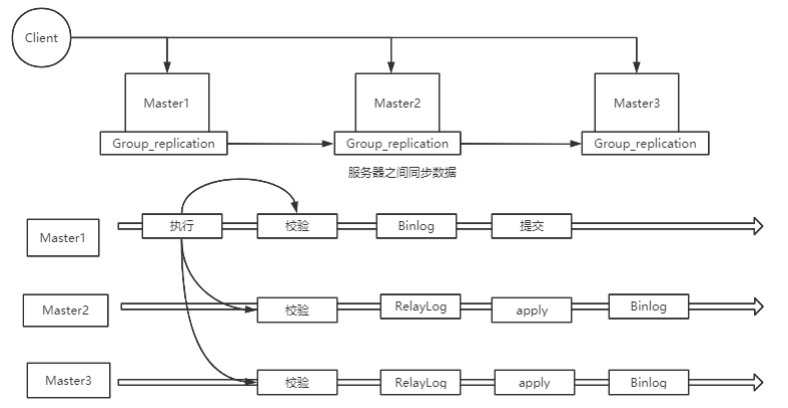 Client
Master1
Master2
Master3
Group_replication
Group_replication
Group_replication
服务器之间同步数据
Master1
执行
校验
Binlog
提交
Master2
校验
RelayLog
apply
Binlog
Master3
校验
RelayLog
apply
Binlog